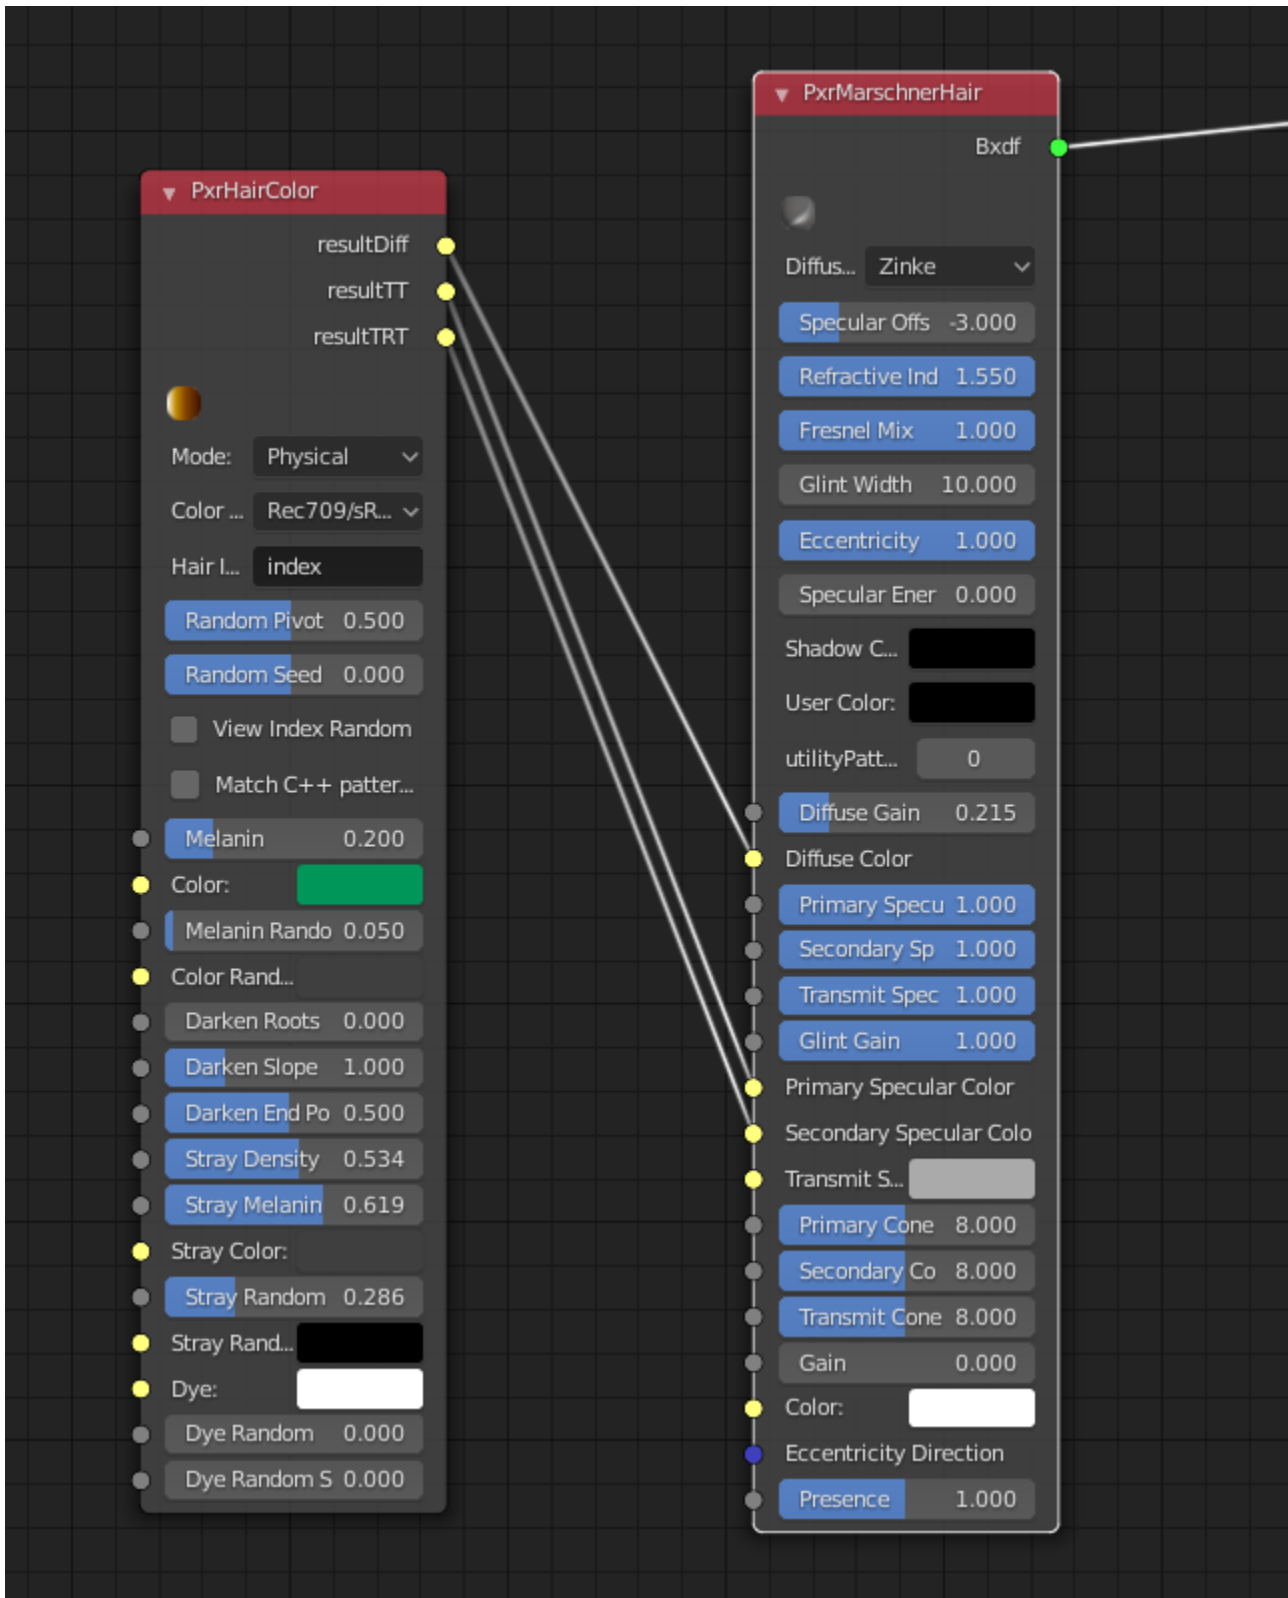 PxrHairColor
resultDiff
resultTT
resultTRT
Mode: Physical
Color ... Rec709/sR...
Hair I... index
Random Pivot 0.500
Random Seed 0.000
View Index Random
Match C++ patter...
Melanin 0.200
Color:
Melanin Rando 0.050
Color Rand...
Darken Roots 0.000
Darken Slope 1.000
Darken End Po 0.500
Stray Density 0.534
Stray Melanin 0.619
Stray Color:
Stray Random 0.286
Stray Rand...
Dye:
Dye Random 0.000
Dye Random S 0.000
PxrMarschnerHair
Bxdf
Diffus... Zinke
Specular Offs -3.000
Refractive Ind 1.550
Fresnel Mix 1.000
Glint Width 10.000
Eccentricity 1.000
Specular Ener 0.000
Shadow C...
User Color:
utilityPatt... 0
Diffuse Gain 0.215
Diffuse Color
Primary Specu 1.000
Secondary Sp 1.000
Transmit Spec 1.000
Glint Gain 1.000
Primary Specular Color
Secondary Specular Colo
Transmit S...
Primary Cone 8.000
Secondary Co 8.000
Transmit Cone 8.000
Gain 0.000
Color:
Eccentricity Direction
Presence 1.000